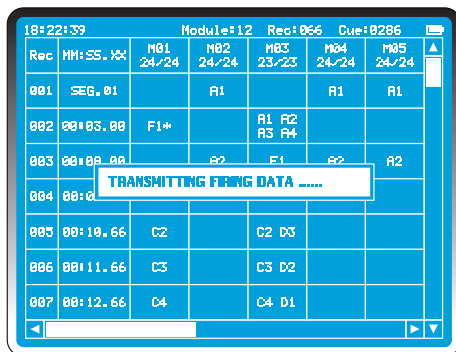 18:22:39 Module:12 Rec:066 Cue:0286
Rec MM:SS.XX M01 M02 M03 M04 M05
24/24 24/24 23/23 24/24 24/24
001 SEG.01 A1 A1 A1
002 00:03.00 F1* A1 A2
A3 A4
003 A2 F1 A2 A2
TRANSMITTING FIRING DATA ......
004
005 00:10.66 C2 C2 D3
006 00:11.66 C3 C3 D2
007 00:12.66 C4 C4 D1